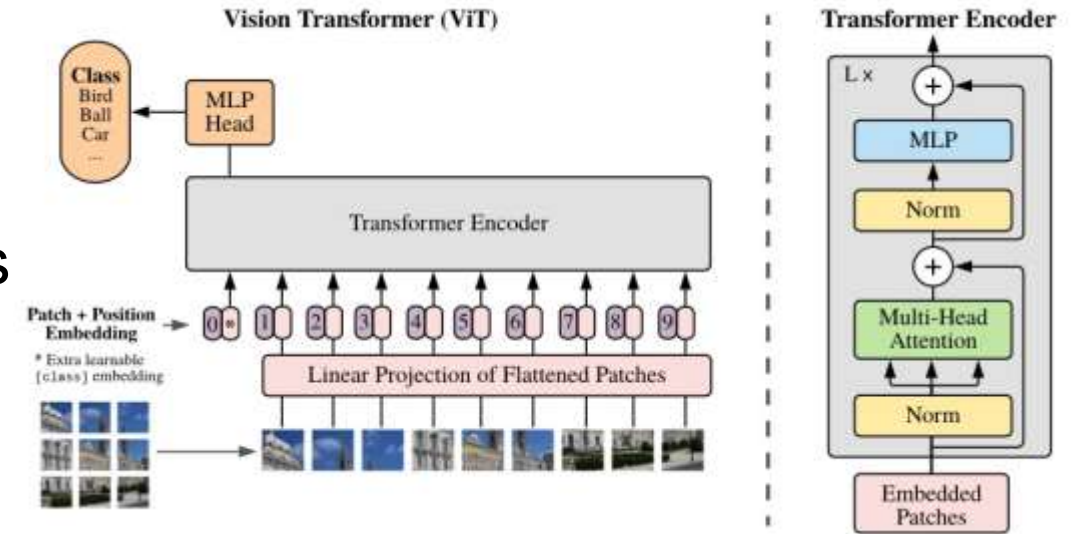 Vision Transformer (ViT)
Class
Bird
Ball
Car
...
MLP
Head
Transformer Encoder
s
Patch + Position
Embedding
* Extra learnable
[class] embedding
0 * 1 2 3 4 5 6 7 8 9
Linear Projection of Flattened Patches
Transformer Encoder
L x
+
MLP
Norm
+
Multi-Head
Attention
Norm
Embedded
Patches